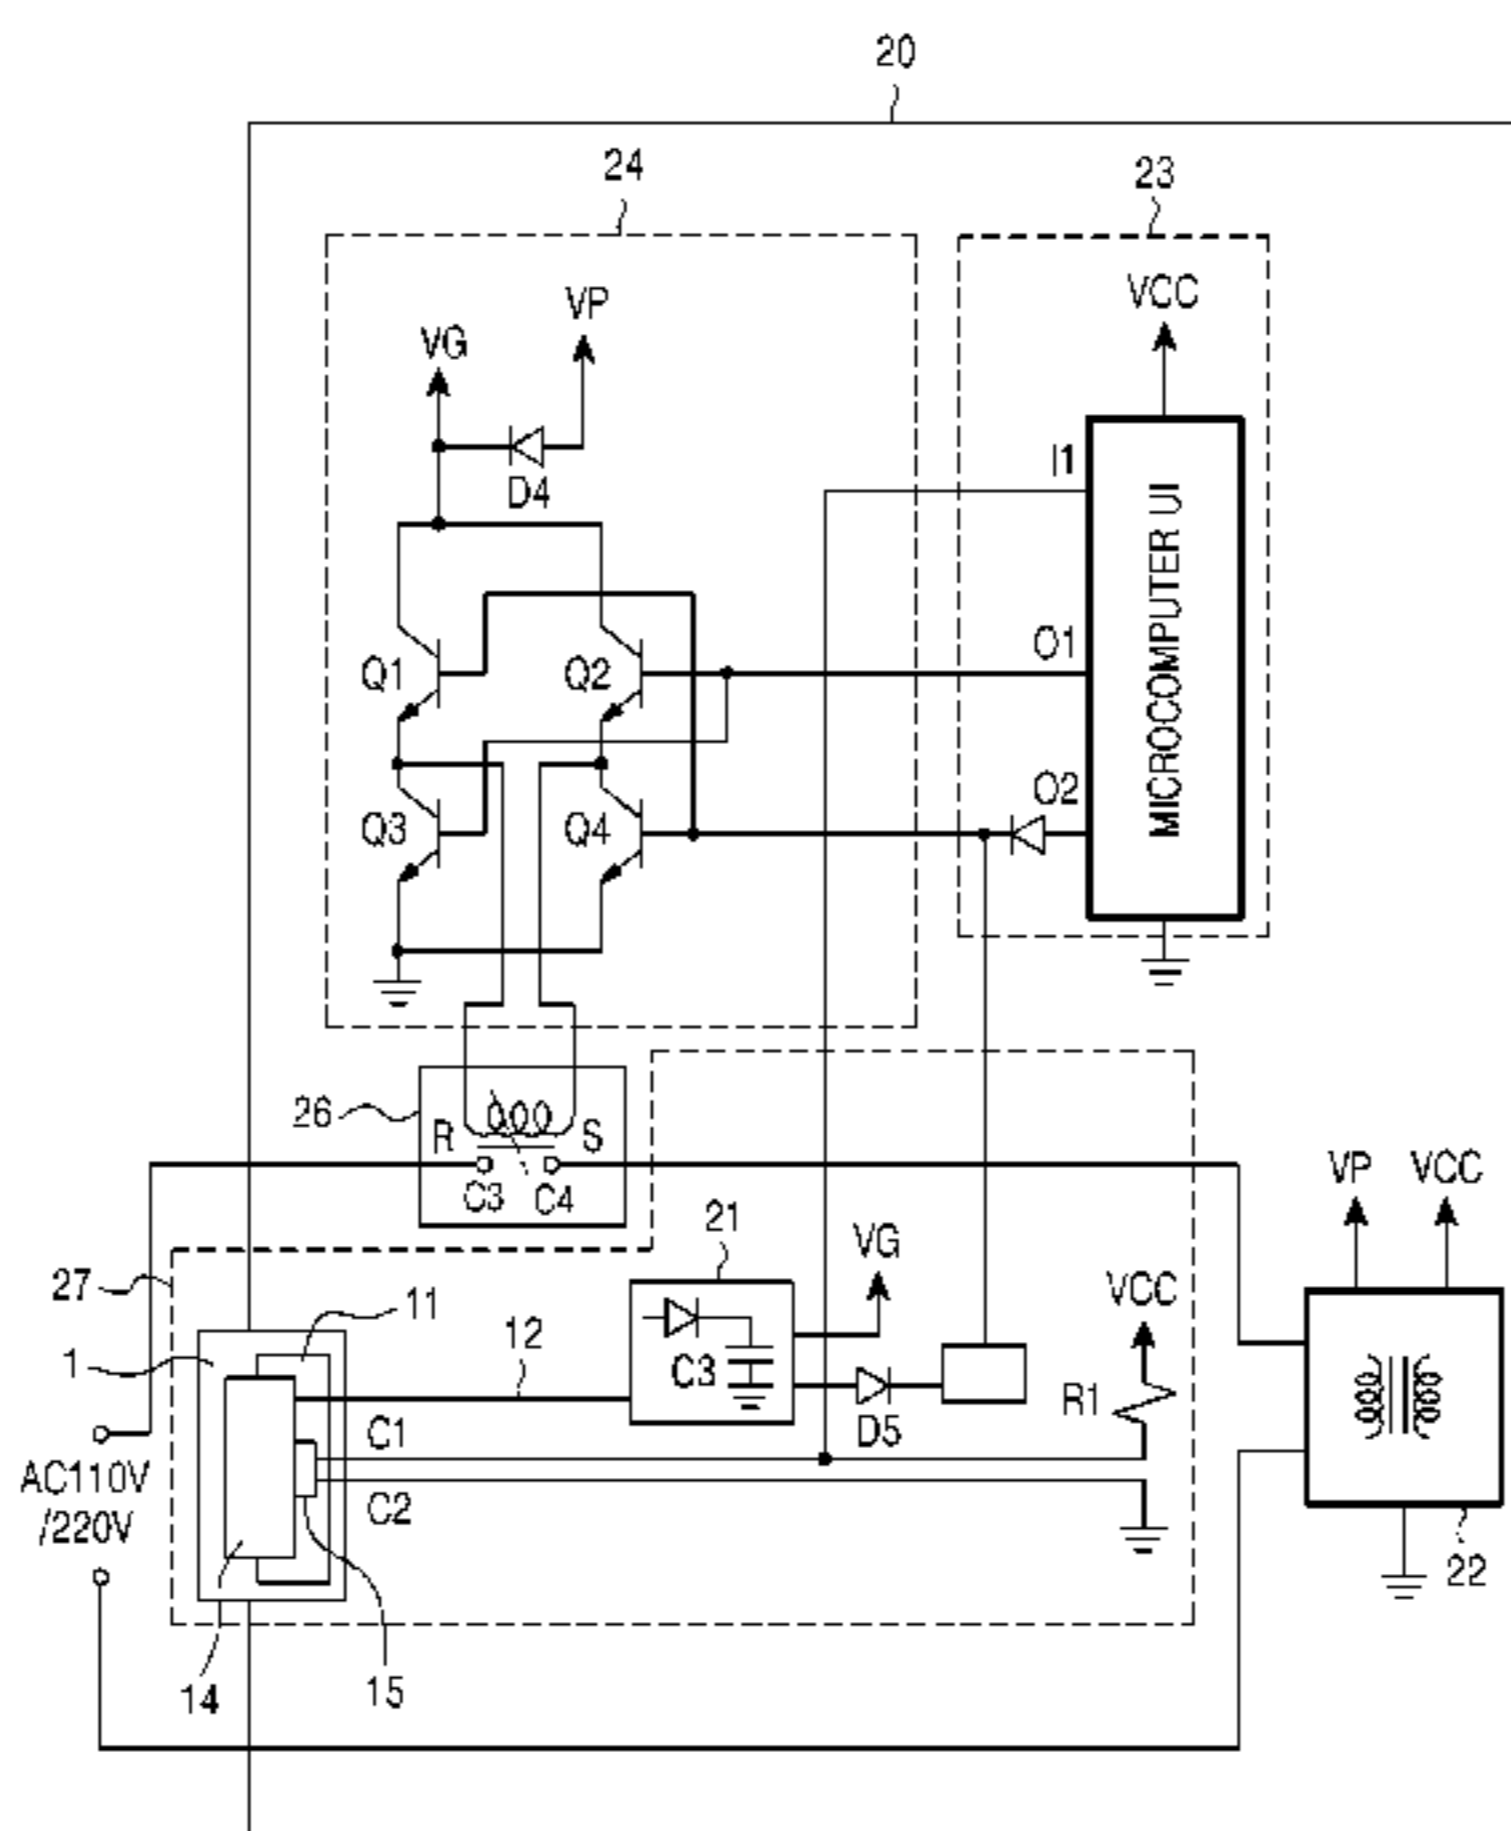 20
24
23
VP
VCC
VG
I1
D4
MICROCOMPUTER UI
O1
Q1
Q2
O2
Q3
Q4
26
R
S
C3
C4
VP
VCC
21
VG
27
11
VCC
12
1
C3
R1
C1
D5
AC110V
/220V
C2
22
14
15